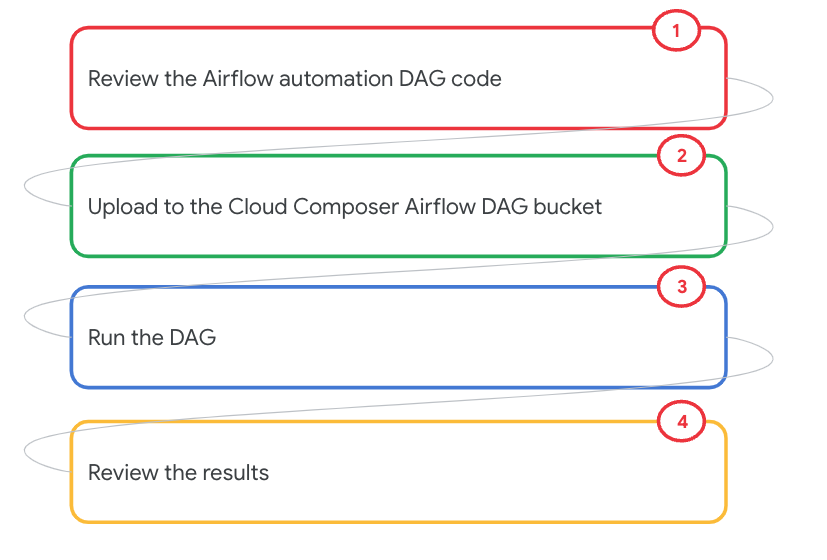 1
Review the Airflow automation DAG code
2
Upload to the Cloud Composer Airflow DAG bucket
3
Run the DAG
4
Review the results